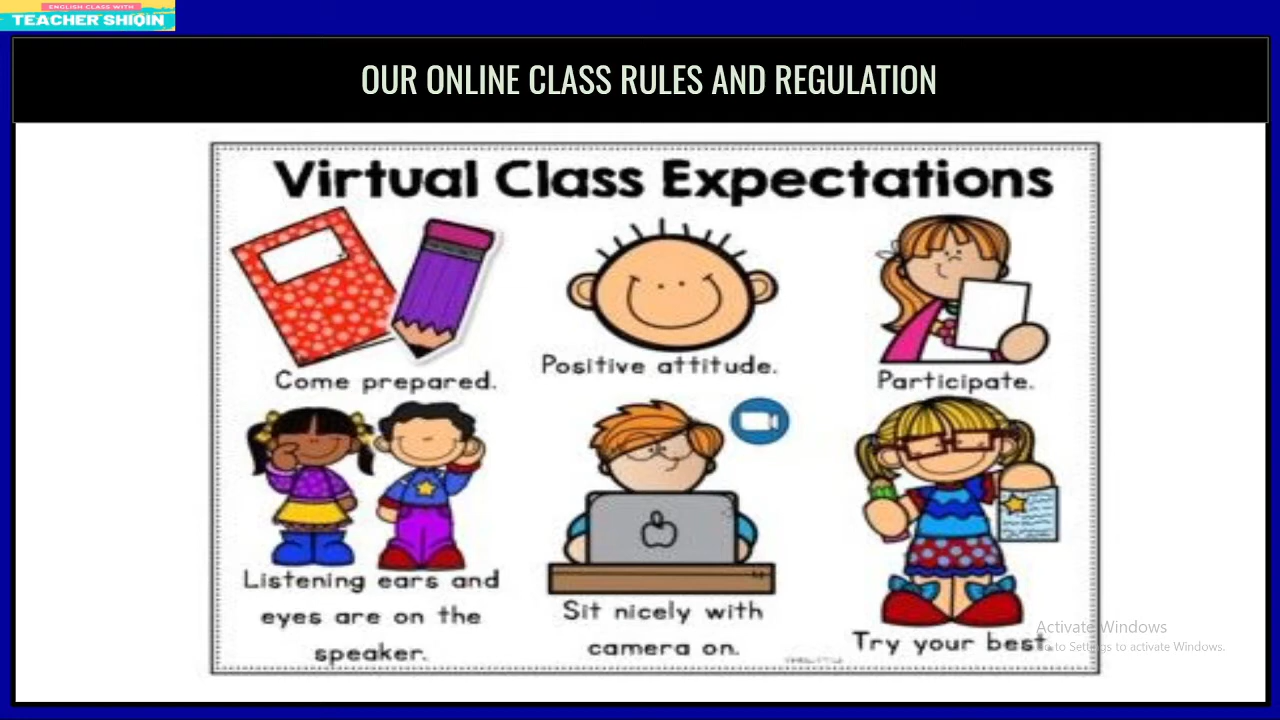 ENGLISH CLASS WITH
TEACHER SHIQIN
OUR ONLINE CLASS RULES AND REGULATION
Virtual Class Expectations
Come prepared.
Positive attitude.
Participate.
Listening ears and
eyes are on the
speaker.
Sit nicely with
camera on.
Try your best.
Activate Windows
Go to Settings to activate Windows.